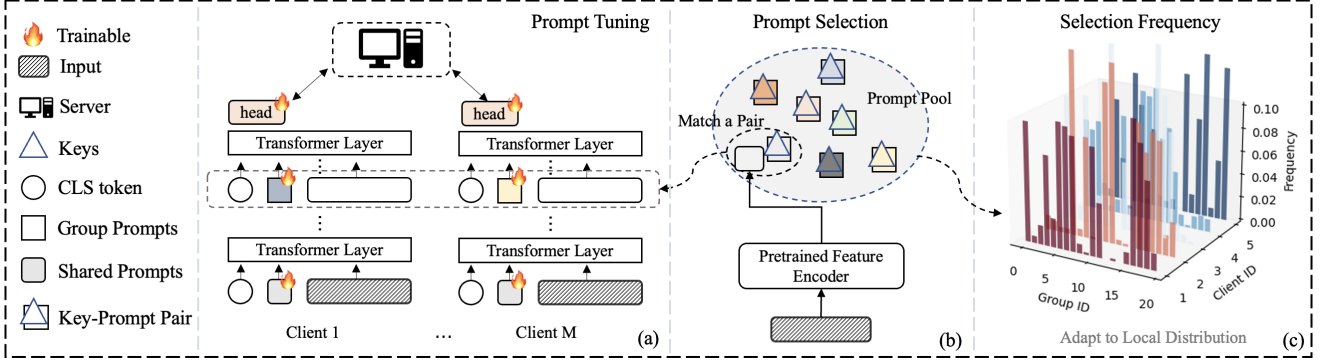 Trainable
Input
Server
Keys
CLS token
Group Prompts
Shared Prompts
Key-Prompt Pair
Prompt Tuning
head
head
Transformer Layer
Transformer Layer
Transformer Layer
Transformer Layer
Client 1
...
Client M
(a)
Prompt Selection
Prompt Pool
Match a Pair
Pretrained Feature
Encoder
(b)
Selection Frequency
0.10
0.08
0.06
0.04
0.02
0.00
Frequency
0
5
10
15
20
Group ID
1
2
3
4
5
Client ID
Adapt to Local Distribution
(c)